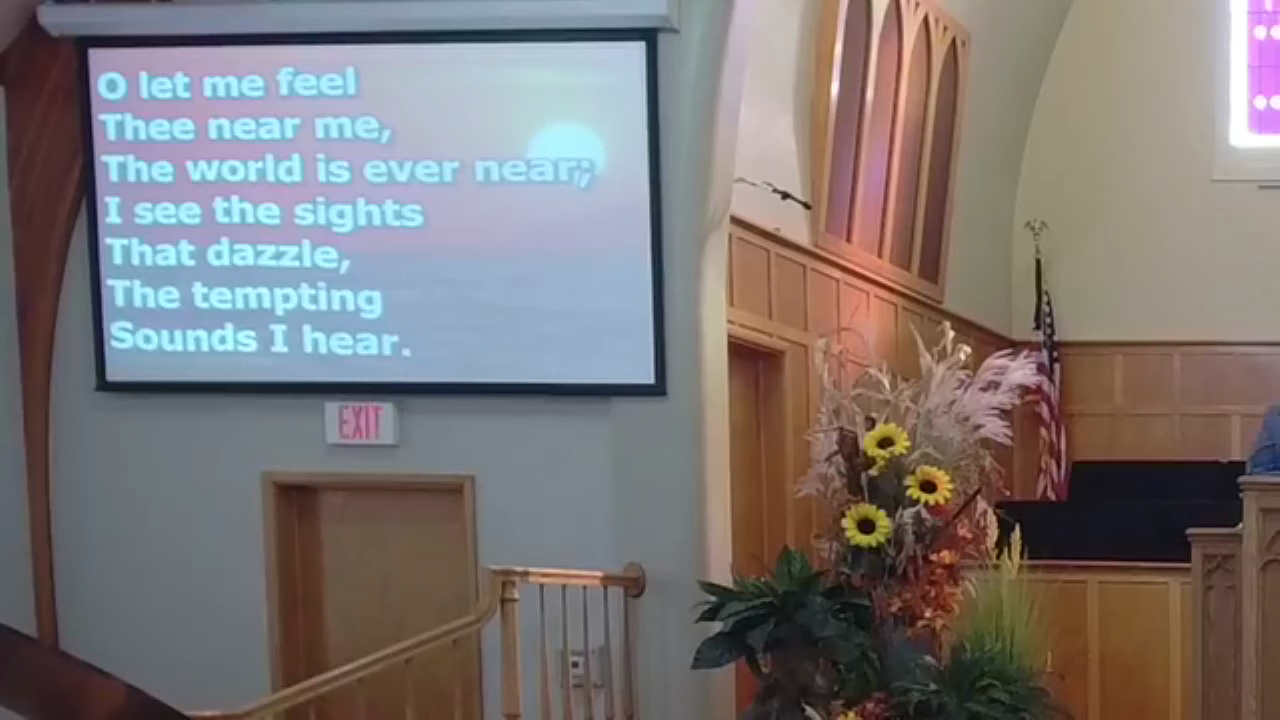 O let me feel
Thee near me,
The world is ever near;
I see the sights
That dazzle,
The tempting
Sounds I hear.
EXIT